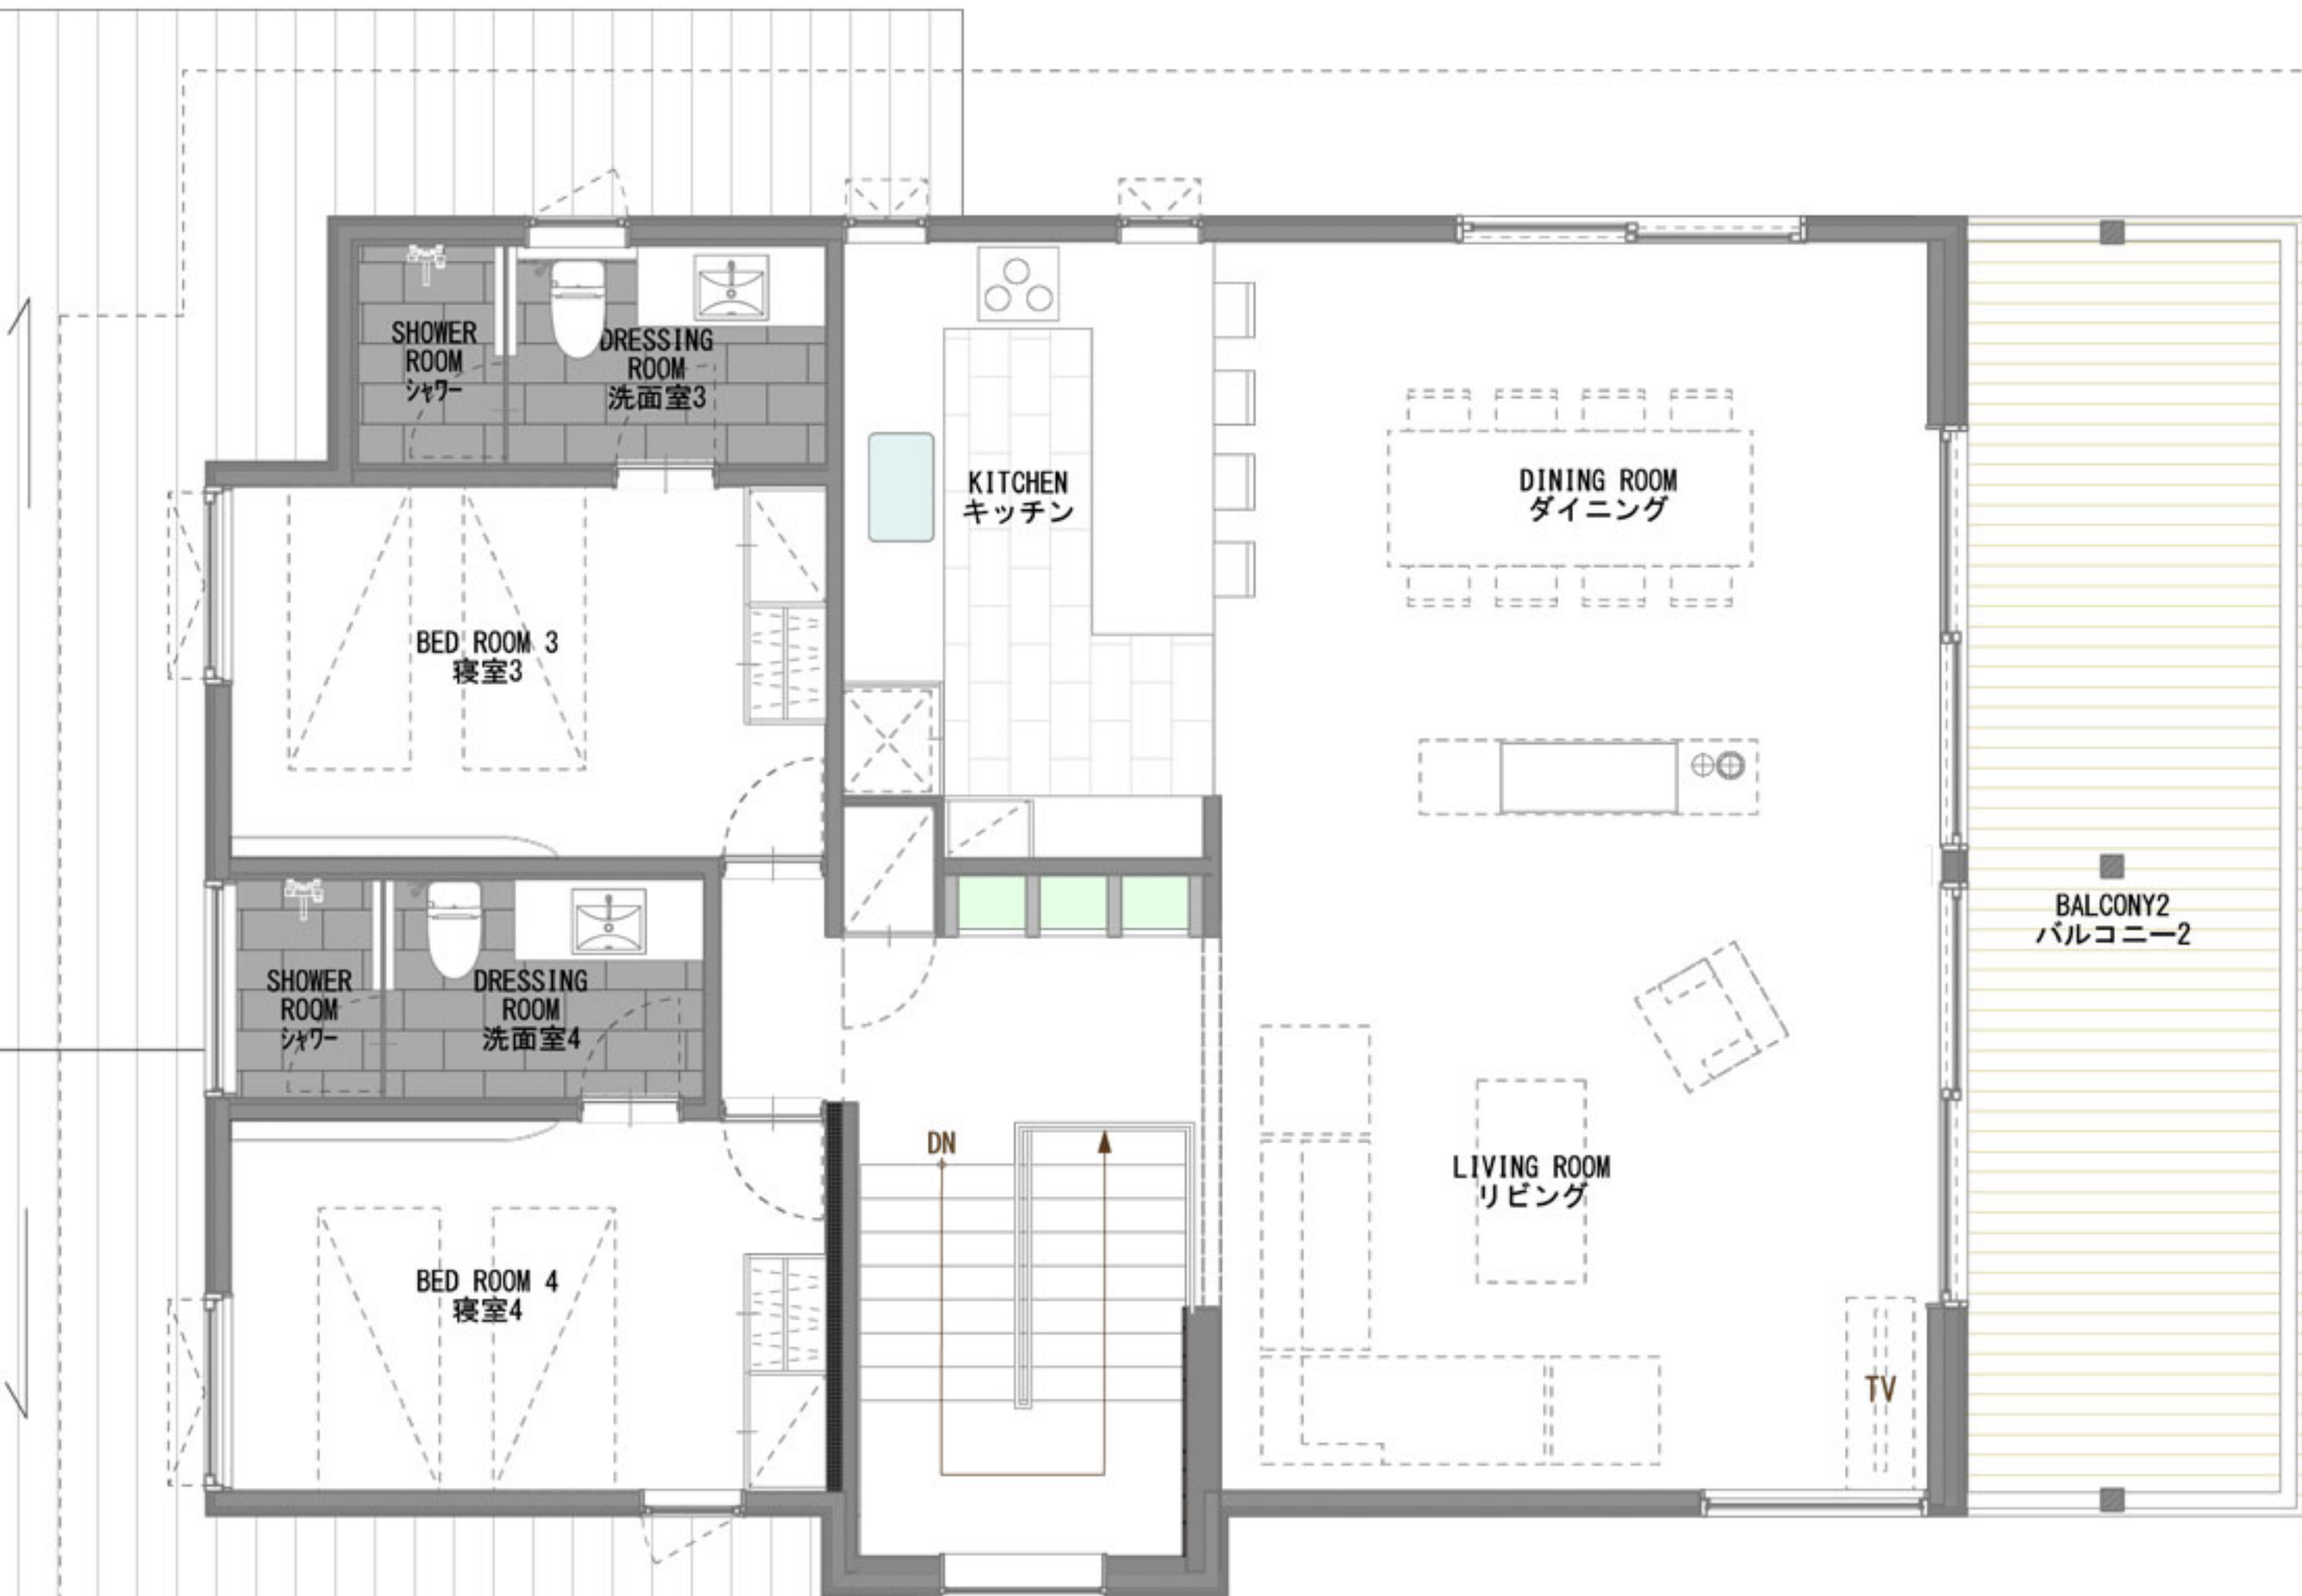 SHOWER
ROOM
シャワー
DRESSING
ROOM
洗面室3
KITCHEN
キッチン
DINING ROOM
ダイニング
BED ROOM 3
寝室3
SHOWER
ROOM
シャワー
DRESSING
ROOM
洗面室4
BALCONY2
バルコニー2
DN
LIVING ROOM
リビング
BED ROOM 4
寝室4
TV